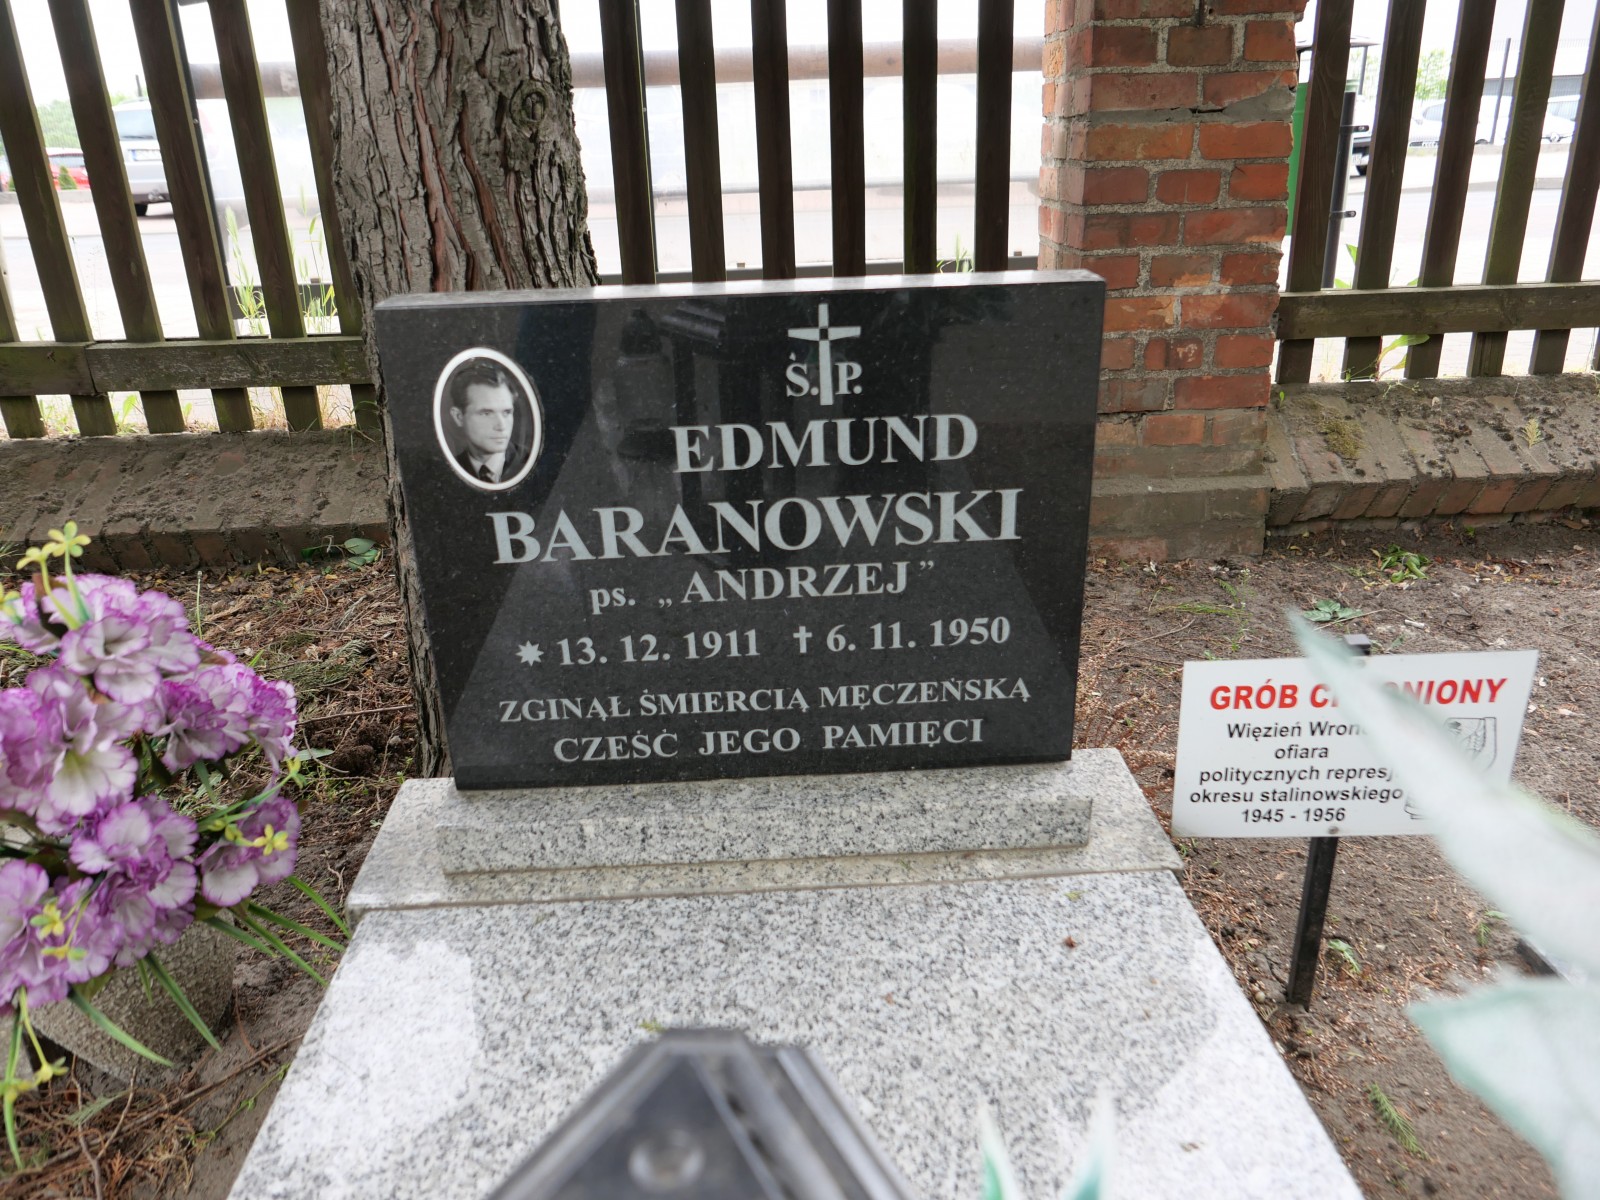 Ś. P.
EDMUND
BARANOWSKI
ps. „ANDRZEJ”
* 13. 12. 1911 † 6. 11. 1950
ZGINĄŁ ŚMIERCIĄ MĘCZEŃSKĄ
CZEŚĆ JEGO PAMIĘCI
GRÓB
Więzień
ofiara
politycznych
okresu stalinowskiego
1945 - 1956